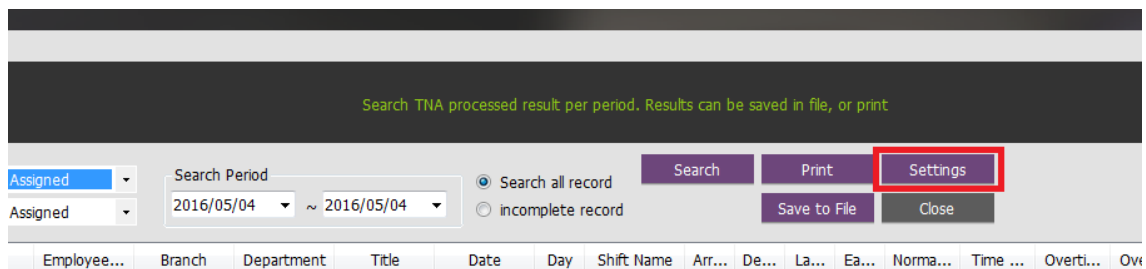 Search TNA processed result per period. Results can be saved in file, or print
Assigned
Search Period
Search all record
Search
Print
Settings
Assigned
2016/05/04 ~ 2016/05/04
incomplete record
Save to File
Close
Employee... Branch Department Title Date Day Shift Name Arr... De... La... Ea... Norma... Time ... Overti... Ove